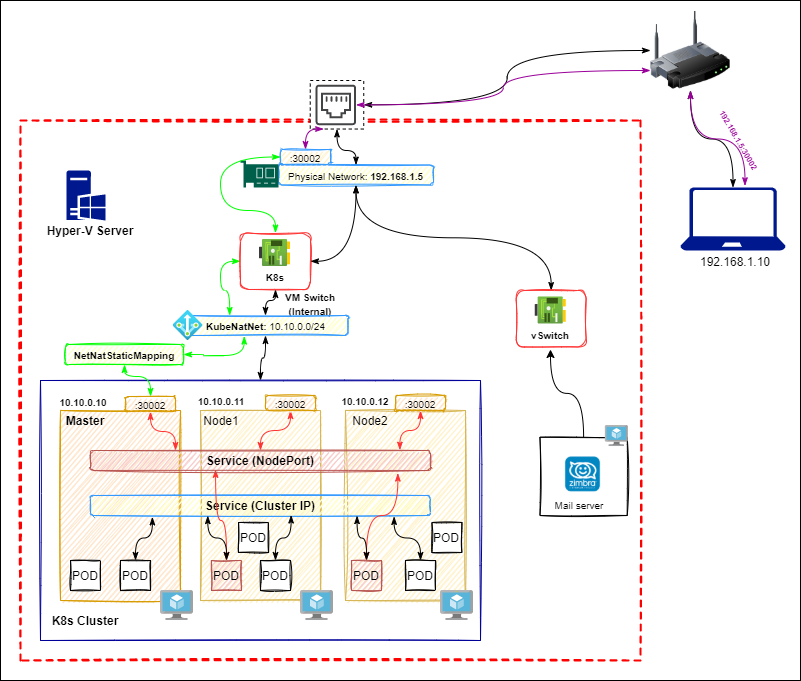 192.168.1.5:30002
:30002
Physical Network: 192.168.1.5
Hyper-V Server
192.168.1.10
K8s
VM Switch
(Internal)
KubeNatNet: 10.10.0.0/24
vSwitch
NetNatStaticMapping
10.10.0.10
:30002
10.10.0.11
:30002
10.10.0.12
:30002
Master
Node1
Node2
Service (NodePort)
zimbra
Service (Cluster IP)
Mail server
POD
POD
POD
POD
POD
POD
POD
POD
K8s Cluster